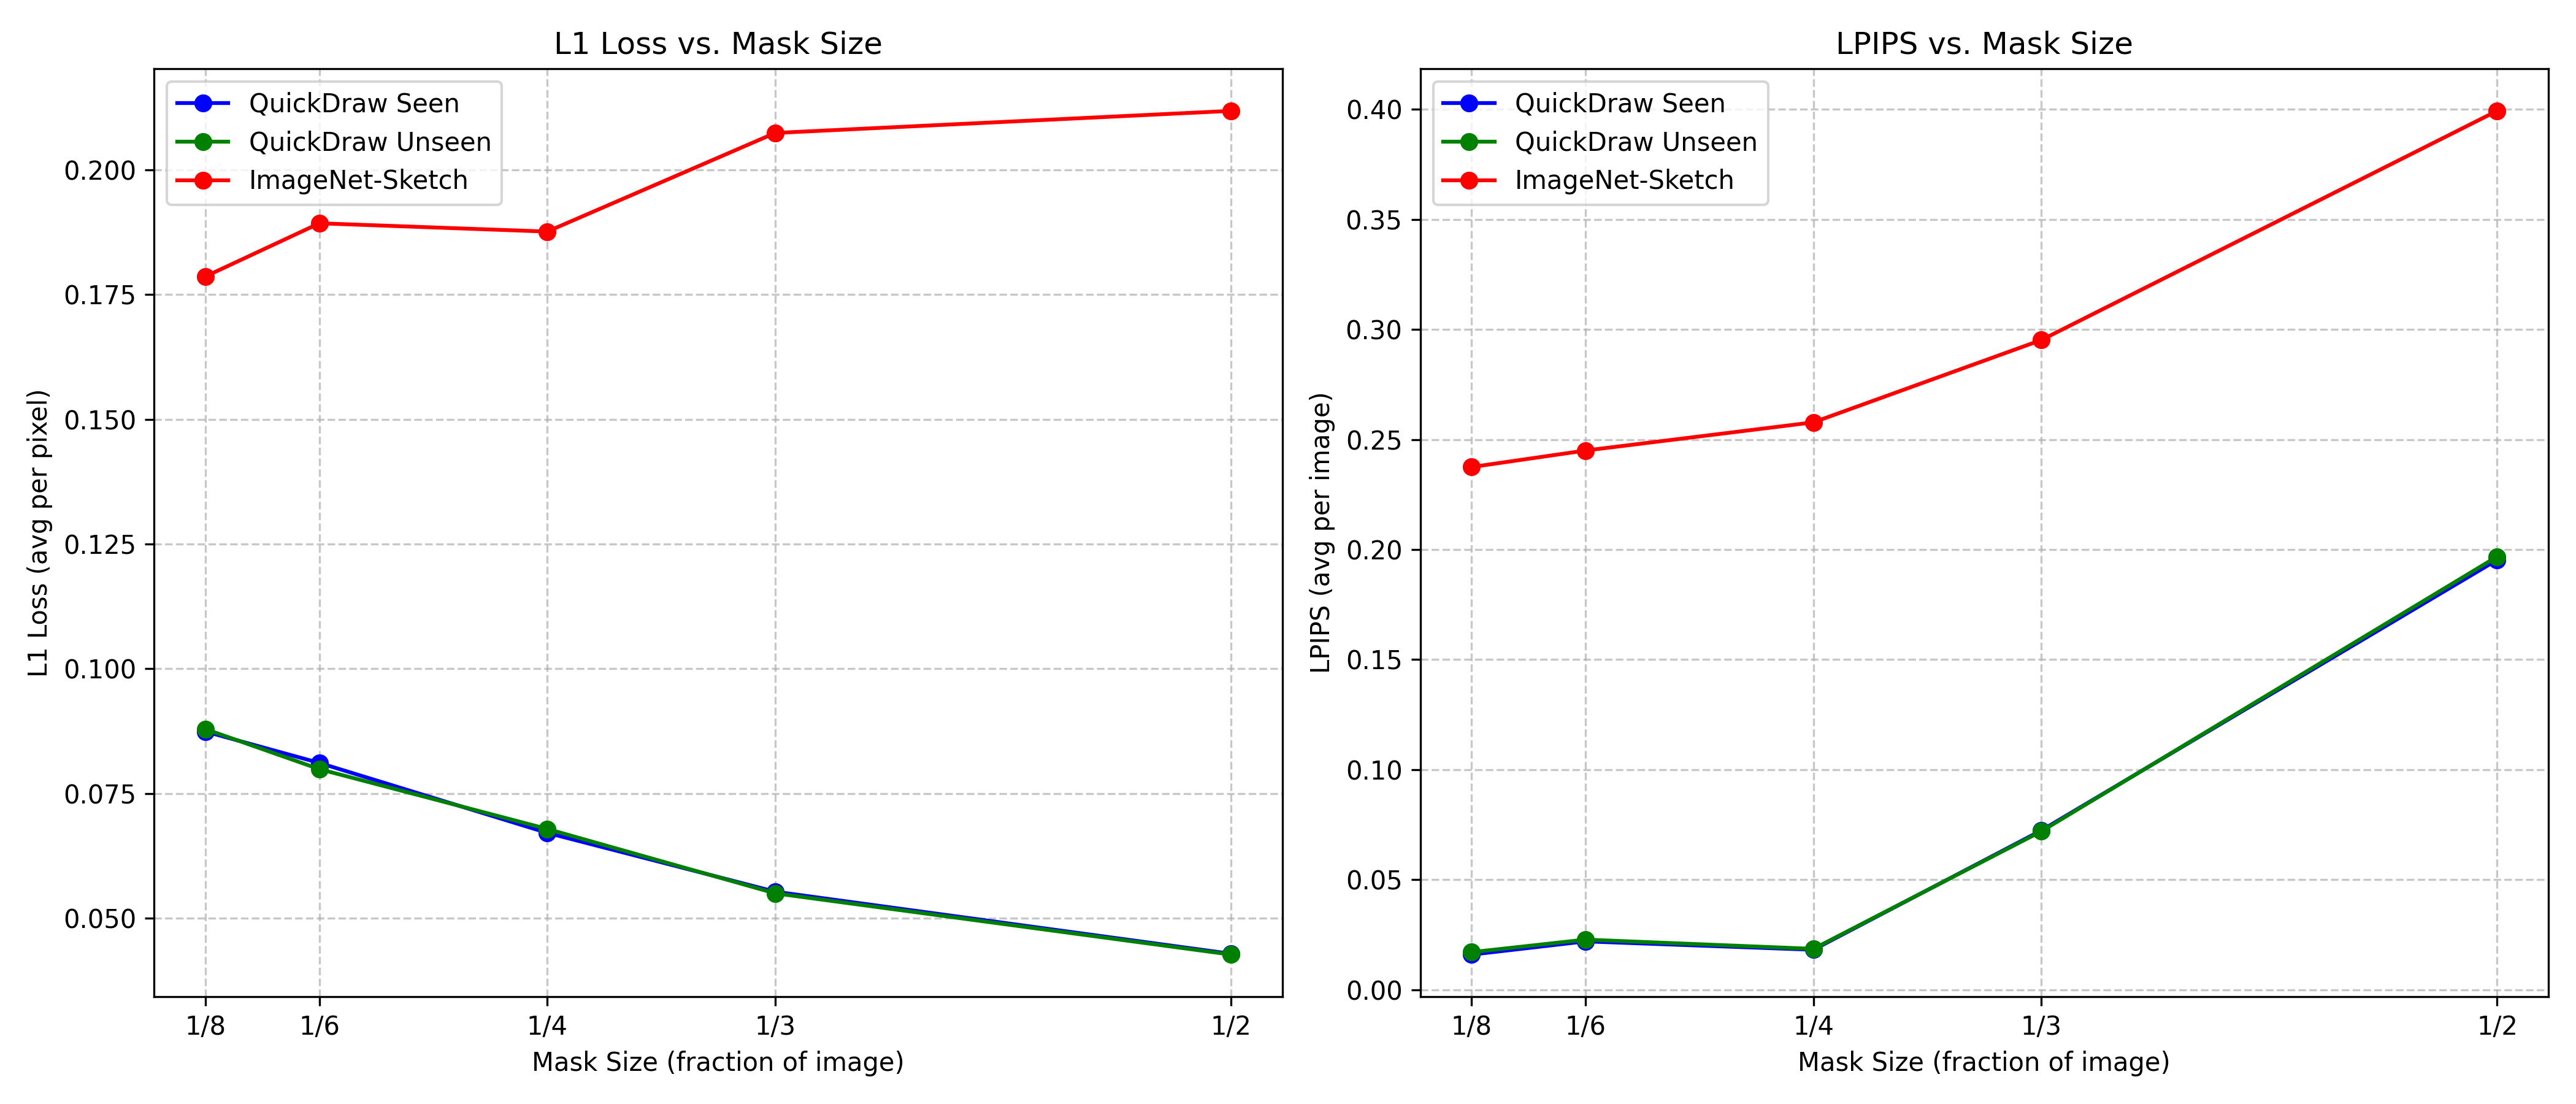 L1 Loss vs. Mask Size
QuickDraw Seen
QuickDraw Unseen
ImageNet-Sketch
L1 Loss (avg per pixel)
0.200
0.175
0.150
0.125
0.100
0.075
0.050
1/8
1/6
1/4
1/3
1/2
Mask Size (fraction of image)
LPIPS vs. Mask Size
QuickDraw Seen
QuickDraw Unseen
ImageNet-Sketch
LPIPS (avg per image)
0.40
0.35
0.30
0.25
0.20
0.15
0.10
0.05
0.00
1/8
1/6
1/4
1/3
1/2
Mask Size (fraction of image)